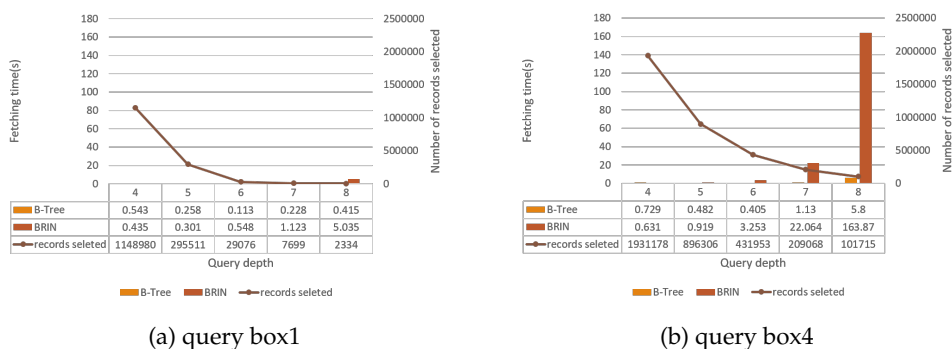 180
160
140
120
100
80
60
40
20
0
Fetching time(s)
2500000
2000000
1500000
1000000
500000
0
Number of records selected
4 5 6 7 8
B-Tree 0.543 0.258 0.113 0.228 0.415
BRIN 0.435 0.301 0.548 1.123 5.035
records seleted 1148980 295511 29076 7699 2334
Query depth
B-Tree BRIN records seleted
(a) query box1
180
160
140
120
100
80
60
40
20
0
Fetching time(s)
2500000
2000000
1500000
1000000
500000
0
Number of records selected
4 5 6 7 8
B-Tree 0.729 0.482 0.405 1.13 5.8
BRIN 0.631 0.919 3.253 22.064 163.87
records seleted 1931178 896306 431953 209068 101715
Query depth
B-Tree BRIN records seleted
(b) query box4